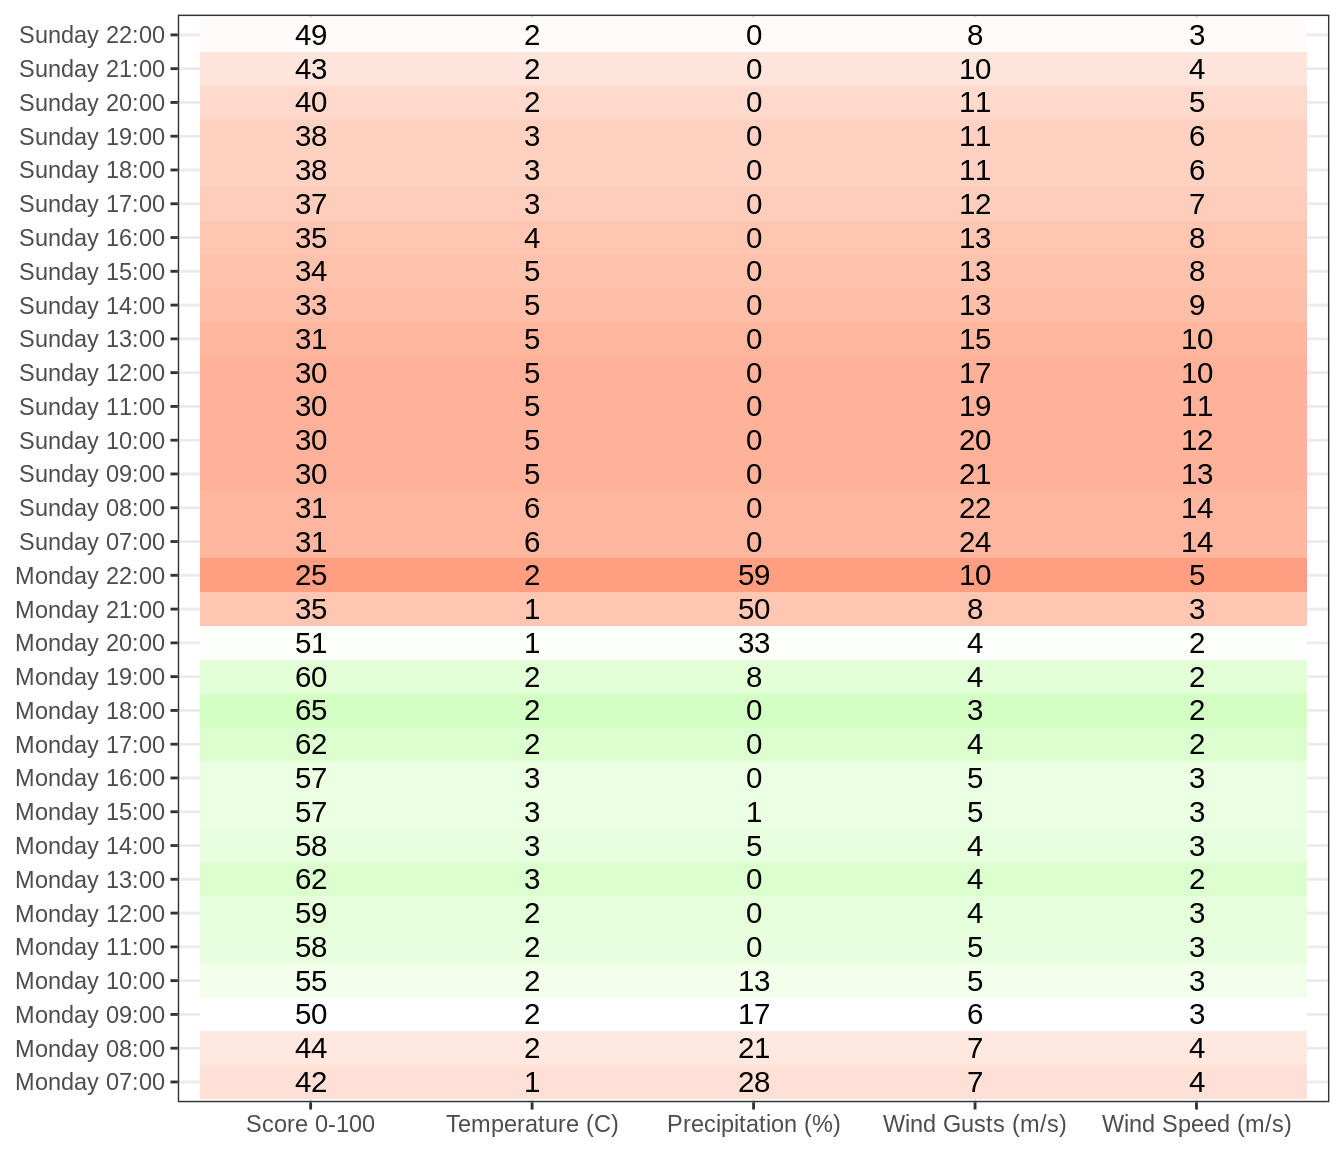 Sunday 22:00 49 2 0 8 3
Sunday 21:00 43 2 0 10 4
Sunday 20:00 40 2 0 11 5
Sunday 19:00 38 3 0 11 6
Sunday 18:00 38 3 0 11 6
Sunday 17:00 37 3 0 12 7
Sunday 16:00 35 4 0 13 8
Sunday 15:00 34 5 0 13 8
Sunday 14:00 33 5 0 13 9
Sunday 13:00 31 5 0 15 10
Sunday 12:00 30 5 0 17 10
Sunday 11:00 30 5 0 19 11
Sunday 10:00 30 5 0 20 12
Sunday 09:00 30 5 0 21 13
Sunday 08:00 31 6 0 22 14
Sunday 07:00 31 6 0 24 14
Monday 22:00 25 2 59 10 5
Monday 21:00 35 1 50 8 3
Monday 20:00 51 1 33 4 2
Monday 19:00 60 2 8 4 2
Monday 18:00 65 2 0 3 2
Monday 17:00 62 2 0 4 2
Monday 16:00 57 3 0 5 3
Monday 15:00 57 3 1 5 3
Monday 14:00 58 3 5 4 3
Monday 13:00 62 3 0 4 2
Monday 12:00 59 2 0 4 3
Monday 11:00 58 2 0 5 3
Monday 10:00 55 2 13 5 3
Monday 09:00 50 2 17 6 3
Monday 08:00 44 2 21 7 4
Monday 07:00 42 1 28 7 4
Score 0-100 Temperature (C) Precipitation (%) Wind Gusts (m/s) Wind Speed (m/s)